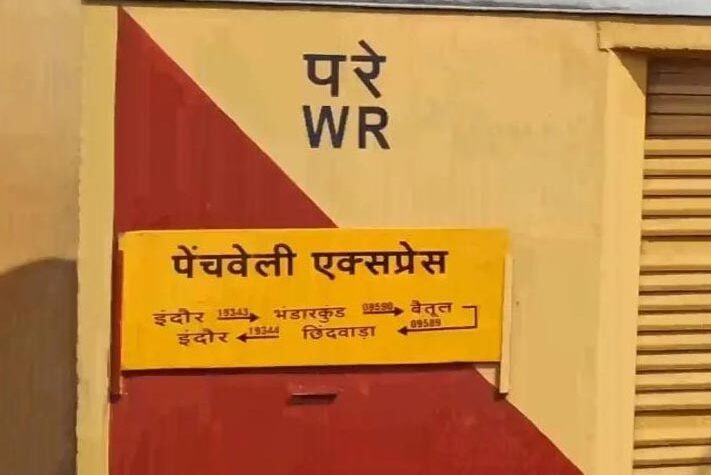 परे
WR
पेंचवेली एक्सप्रेस
इंदौर 19343 भंडारकुंड 09590 बैतूल
इंदौर 19344 छिंदवाड़ा 09589